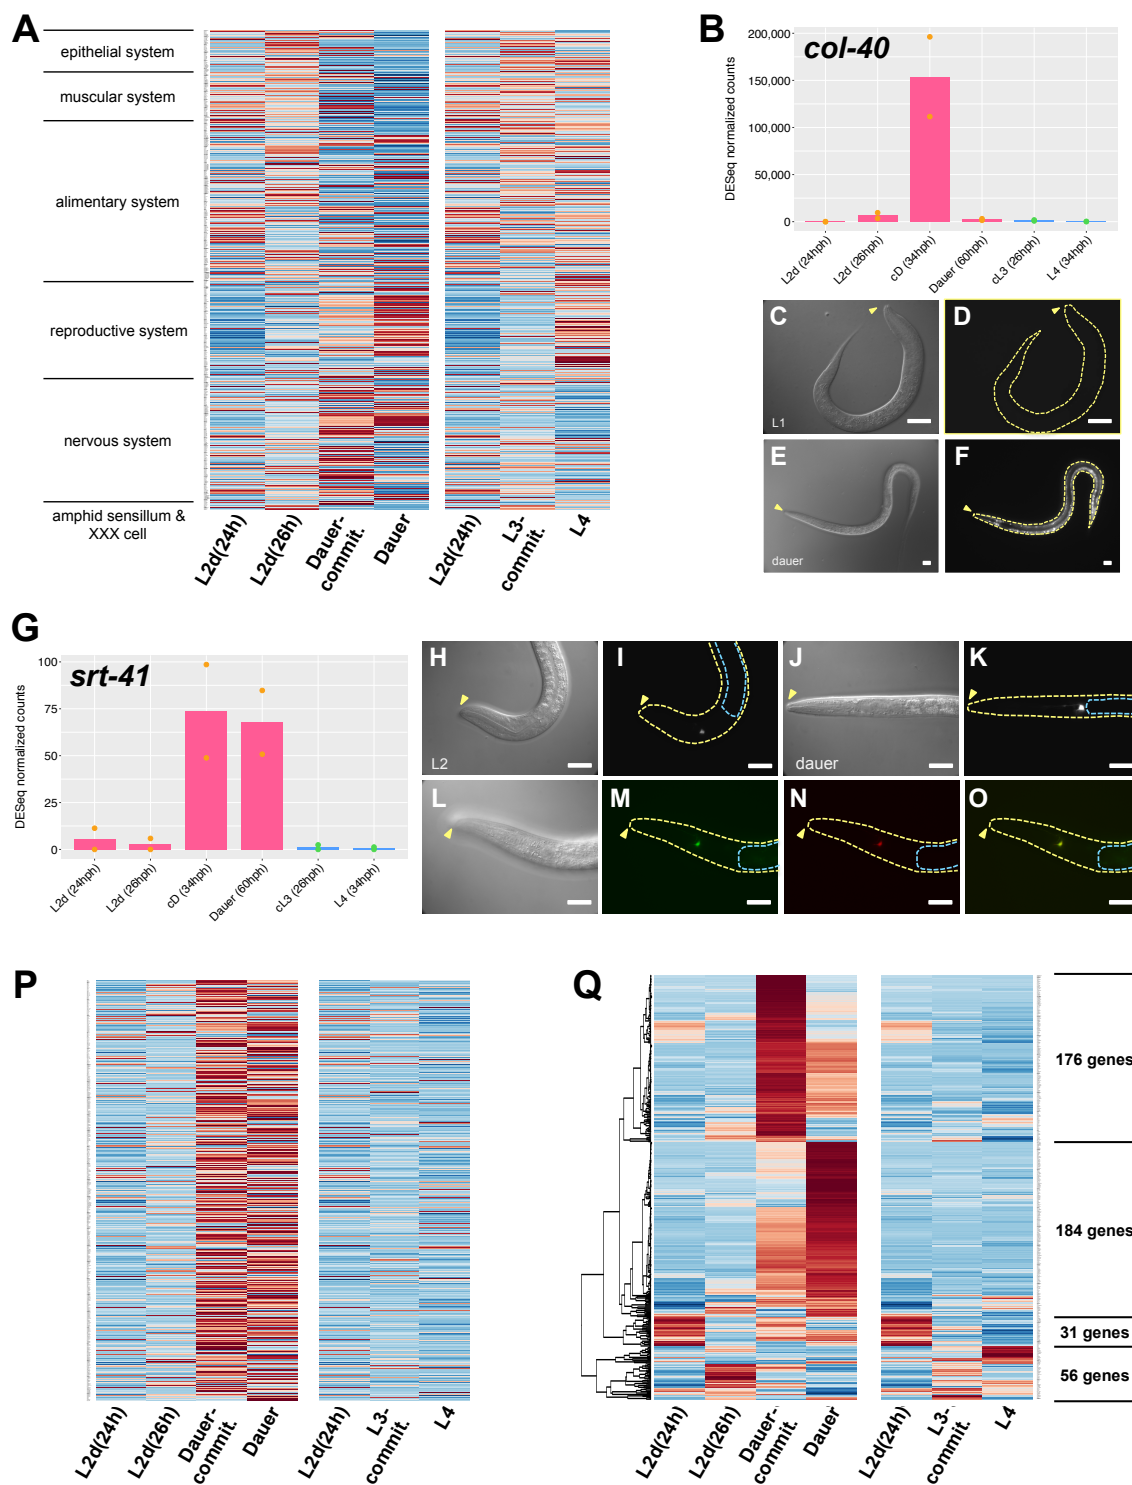 A
epithelial system
muscular system
alimentary system
reproductive system
nervous system
amphid sensillum &
XXX cell
L2d(24h)
L2d(26h)
Dauer-
commit.
Dauer
L2d(24h)
L3-
commit.
L4
B
col-40
DESeq normalized counts
200,000
150,000
100,000
50,000
0
L2d (24hph)
L2d (26hph)
cD (34hph)
Dauer (60hph)
cL3 (26hph)
L4 (34hph)
C
L1
D
E
dauer
F
G
srt-41
DESeq normalized counts
100
75
50
25
0
L2d (24hph)
L2d (26hph)
cD (34hph)
Dauer (60hph)
cL3 (26hph)
L4 (34hph)
H
L2
I
J
dauer
K
L
M
N
O
P
L2d(24h)
L2d(26h)
Dauer-
commit.
Dauer
L2d(24h)
L3-
commit.
L4
Q
176 genes
184 genes
31 genes
56 genes
L2d(24h)
L2d(26h)
Dauer-
commit.
Dauer
L2d(24h)
L3-
commit.
L4